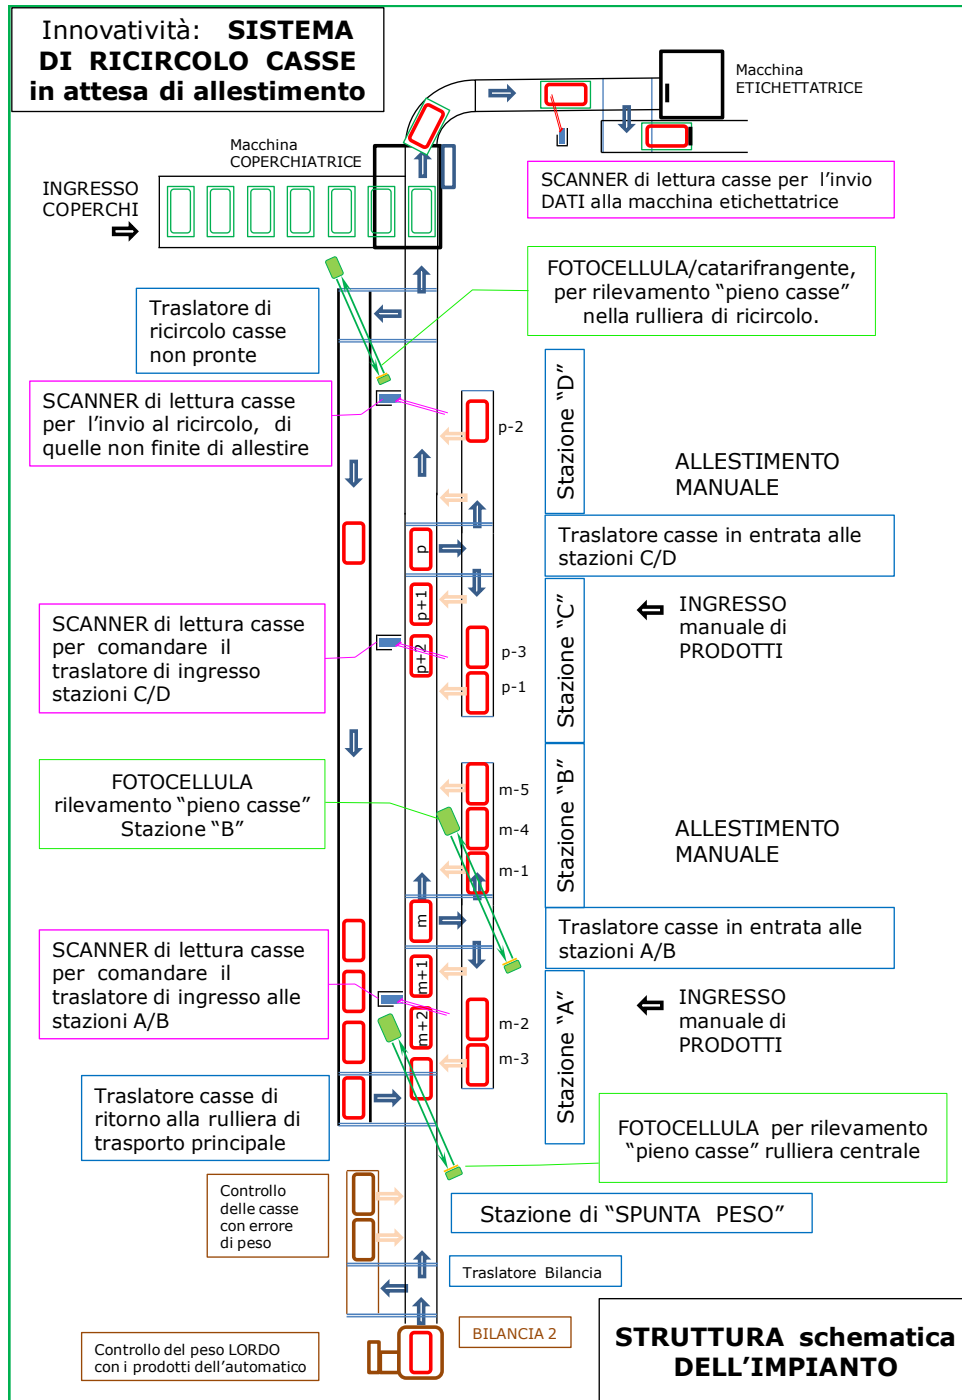 Innovatività: SISTEMA
DI RICIRCOLO CASSE
in attesa di allestimento
Macchina
ETICHETTATRICE
Macchina
COPERCHIATRICE
INGRESSO
COPERCHI
SCANNER di lettura casse per l'invio
DATI alla macchina etichettatrice
FOTOCELLULA/catarifrangente,
per rilevamento “pieno casse”
nella rulliera di ricircolo.
Traslatore di
ricircolo casse
non pronte
SCANNER di lettura casse
per l'invio al ricircolo, di
quelle non finite di allestire
p-2
Stazione “D”
ALLESTIMENTO
MANUALE
p
Traslatore casse in entrata alle
stazioni C/D
p+1
p+2
SCANNER di lettura casse
per comandare il
traslatore di ingresso
stazioni C/D
p-3
p-1
Stazione “C”
INGRESSO
manuale di
PRODOTTI
FOTOCELLULA
rilevamento “pieno casse”
Stazione “B”
m-5
m-4
m-1
Stazione “B”
ALLESTIMENTO
MANUALE
m
Traslatore casse in entrata alle
stazioni A/B
SCANNER di lettura casse
per comandare il
traslatore di ingresso alle
stazioni A/B
m+1
m+2
m-2
m-3
Stazione “A”
INGRESSO
manuale di
PRODOTTI
Traslatore casse di
ritorno alla rulliera di
trasporto principale
FOTOCELLULA per rilevamento
“pieno casse” rulliera centrale
Controllo
delle casse
con errore
di peso
Stazione di “SPUNTA PESO”
Traslatore Bilancia
BILANCIA 2
Controllo del peso LORDO
con i prodotti dell'automatico
STRUTTURA schematica
DELL'IMPIANTO